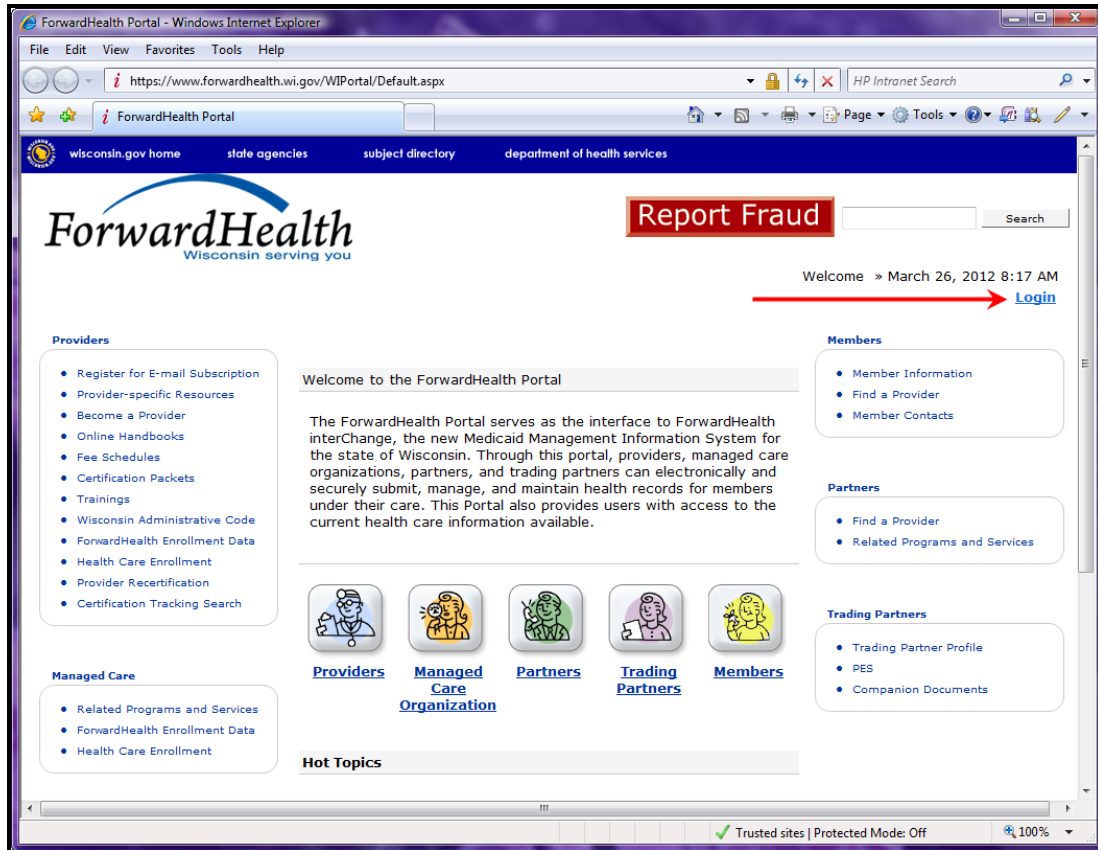 ForwardHealth Portal - Windows Internet Explorer
File Edit View Favorites Tools Help
https://www.forwardhealth.wi.gov/WIPortal/Default.aspx
HP Intranet Search
ForwardHealth Portal
Page Tools
wisconsin.gov home state agencies subject directory department of health services
ForwardHealth
Wisconsin serving you
Report Fraud
Search
Welcome » March 26, 2012 8:17 AM
Login
Providers
Register for E-mail Subscription
Provider-specific Resources
Become a Provider
Online Handbooks
Fee Schedules
Certification Packets
Trainings
Wisconsin Administrative Code
ForwardHealth Enrollment Data
Health Care Enrollment
Provider Recertification
Certification Tracking Search
Managed Care
Related Programs and Services
ForwardHealth Enrollment Data
Health Care Enrollment
Welcome to the ForwardHealth Portal
The ForwardHealth Portal serves as the interface to ForwardHealth
interChange, the new Medicaid Management Information System for
the state of Wisconsin. Through this portal, providers, managed care
organizations, partners, and trading partners can electronically and
securely submit, manage, and maintain health records for members
under their care. This Portal also provides users with access to the
current health care information available.
Providers
Managed
Care
Organization
Partners
Trading
Partners
Members
Hot Topics
Members
Member Information
Find a Provider
Member Contacts
Partners
Find a Provider
Related Programs and Services
Trading Partners
Trading Partner Profile
PES
Companion Documents
Trusted sites | Protected Mode: Off
100%